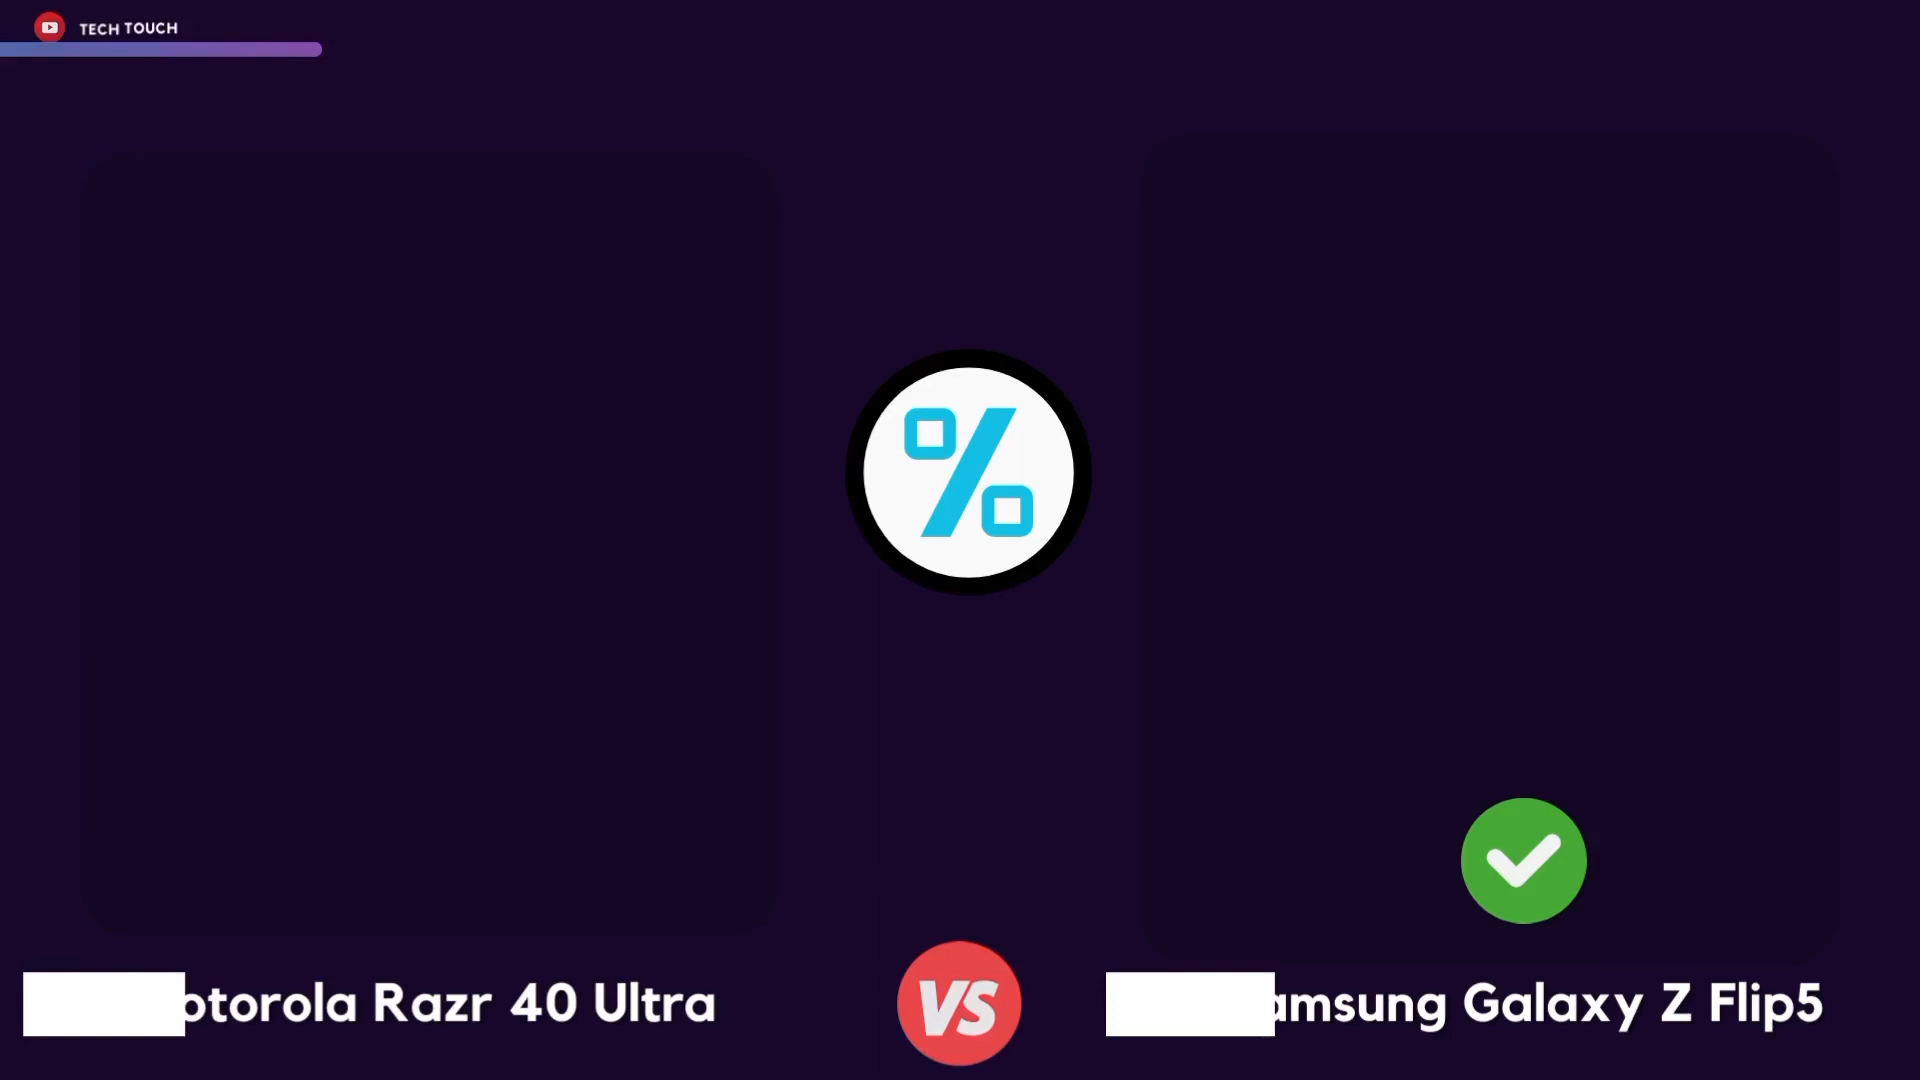 TECH TOUCH
%
otorola Razr 40 Ultra
VS
amsung Galaxy Z Flip5